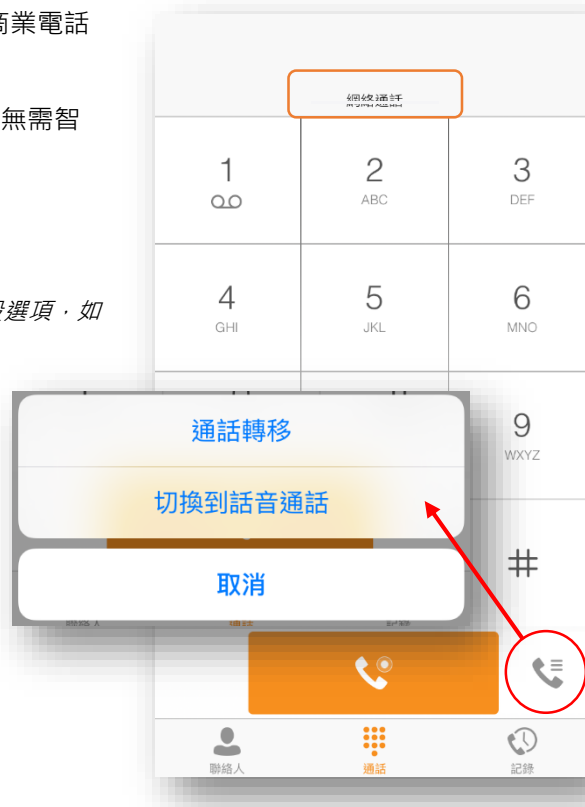 商業電話
無需智
選項，如
網絡通話
1
2
ABC
3
DEF
4
GHI
5
JKL
6
MNO
9
WXYZ
#
通話轉移
切換到話音通話
取消
聯絡人
通話
記錄